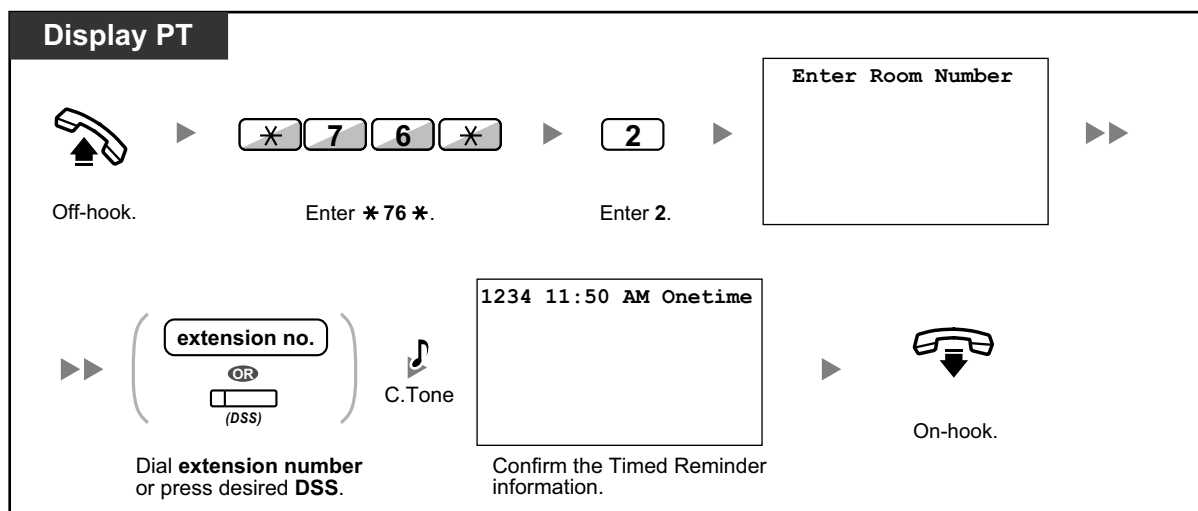 Display PT
Enter Room Number
✳ 7 6 ✳
2
Off-hook.
Enter ✳ 76 ✳.
Enter 2.
extension no.
OR
(DSS)
C.Tone
1234 11:50 AM Onetime
On-hook.
Dial extension number
or press desired DSS.
Confirm the Timed Reminder
information.